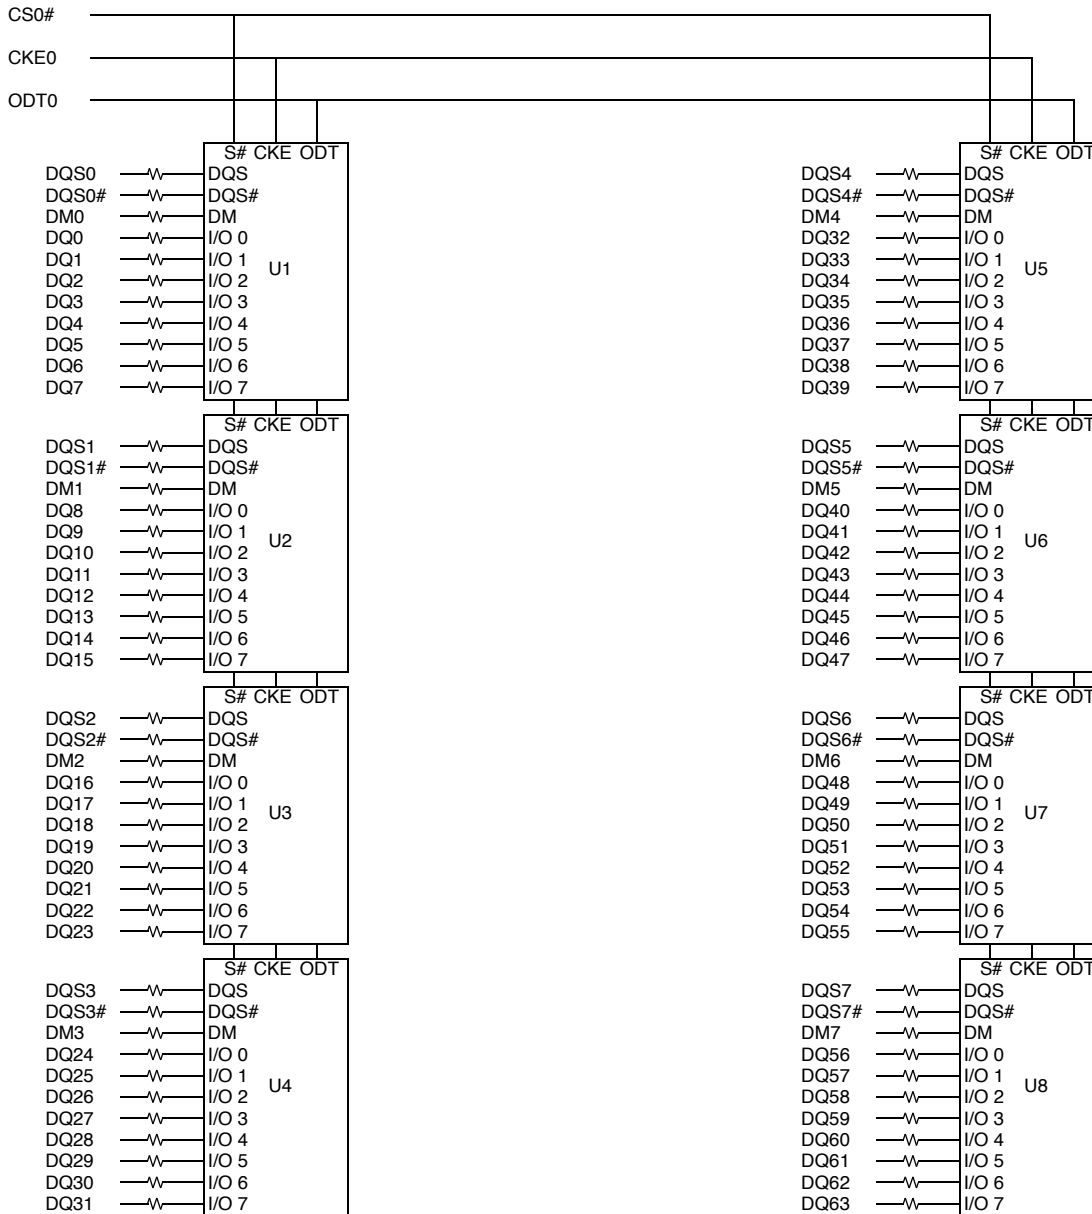 CS0#
CKE0
ODT0
S# CKE ODT
DQS0 DQS
DQS0# DQS#
DM0 DM
DQ0 I/O 0
DQ1 I/O 1
U1
DQ2 I/O 2
DQ3 I/O 3
DQ4 I/O 4
DQ5 I/O 5
DQ6 I/O 6
DQ7 I/O 7
S# CKE ODT
DQS1 DQS
DQS1# DQS#
DM1 DM
DQ8 I/O 0
DQ9 I/O 1
U2
DQ10 I/O 2
DQ11 I/O 3
DQ12 I/O 4
DQ13 I/O 5
DQ14 I/O 6
DQ15 I/O 7
S# CKE ODT
DQS2 DQS
DQS2# DQS#
DM2 DM
DQ16 I/O 0
DQ17 I/O 1
U3
DQ18 I/O 2
DQ19 I/O 3
DQ20 I/O 4
DQ21 I/O 5
DQ22 I/O 6
DQ23 I/O 7
S# CKE ODT
DQS3 DQS
DQS3# DQS#
DM3 DM
DQ24 I/O 0
DQ25 I/O 1
U4
DQ26 I/O 2
DQ27 I/O 3
DQ28 I/O 4
DQ29 I/O 5
DQ30 I/O 6
DQ31 I/O 7
S# CKE ODT
DQS4 DQS
DQS4# DQS#
DM4 DM
DQ32 I/O 0
DQ33 I/O 1
U5
DQ34 I/O 2
DQ35 I/O 3
DQ36 I/O 4
DQ37 I/O 5
DQ38 I/O 6
DQ39 I/O 7
S# CKE ODT
DQS5 DQS
DQS5# DQS#
DM5 DM
DQ40 I/O 0
DQ41 I/O 1
U6
DQ42 I/O 2
DQ43 I/O 3
DQ44 I/O 4
DQ45 I/O 5
DQ46 I/O 6
DQ47 I/O 7
S# CKE ODT
DQS6 DQS
DQS6# DQS#
DM6 DM
DQ48 I/O 0
DQ49 I/O 1
U7
DQ50 I/O 2
DQ51 I/O 3
DQ52 I/O 4
DQ53 I/O 5
DQ54 I/O 6
DQ55 I/O 7
S# CKE ODT
DQS7 DQS
DQS7# DQS#
DM7 DM
DQ56 I/O 0
DQ57 I/O 1
U8
DQ58 I/O 2
DQ59 I/O 3
DQ60 I/O 4
DQ61 I/O 5
DQ62 I/O 6
DQ63 I/O 7